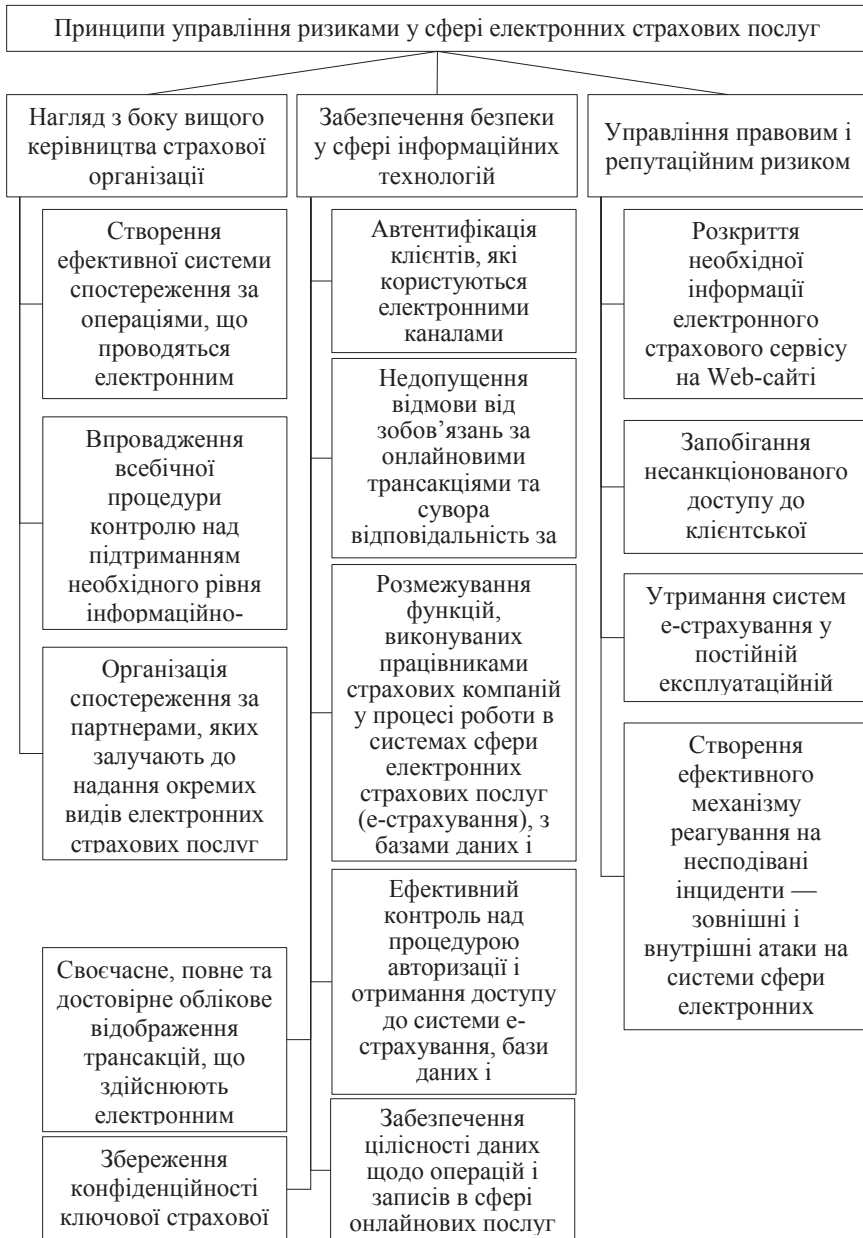 Принципи управління ризиками у сфері електронних страхових послуг
Нагляд з боку вищого
керівництва страхової
організації
Створення
ефективної системи
спостереження за
операціями, що
проводяться
електронним
Впровадження
всебічної
процедури
контролю над
підтриманням
необхідного рівня
інформаційно-
Організація
спостереження за
партнерами, яких
залучають до
надання окремих
видів електронних
страхових послуг
Забезпечення безпеки
у сфері інформаційних
технологій
Автентифікація
клієнтів, які
користуються
електронними
каналами
Недопущення
відмови від
зобов’язань за
онлайновими
трансакціями та
сувора
відповідальність за
Розмежування
функцій,
виконуваних
працівниками
страхових компаній
у процесі роботи в
системах сфери
електронних
страхових послуг
(е-страхування), з
базами даних і
Ефективний
контроль над
процедурою
авторизації і
отримання доступу
до системи е-
страхування, бази
даних і
Забезпечення
цілісності даних
щодо операцій і
записів в сфері
онлайнових послуг
Своєчасне, повне та
достовірне облікове
відображення
трансакцій, що
здійснюють
електронним
Збереження
конфіденційності
ключової страхової
Управління правовим і
репутаційним ризиком
Розкриття
необхідної
інформації
електронного
страхового сервісу
на Web-сайті
Запобігання
несанкціонованого
доступу до
клієнтської
Утримання систем
е-страхування у
постійній
експлуатаційній
Створення
ефективного
механізму
реагування на
несподівані
інциденти —
зовнішні і
внутрішні атаки на
системи сфери
електронних